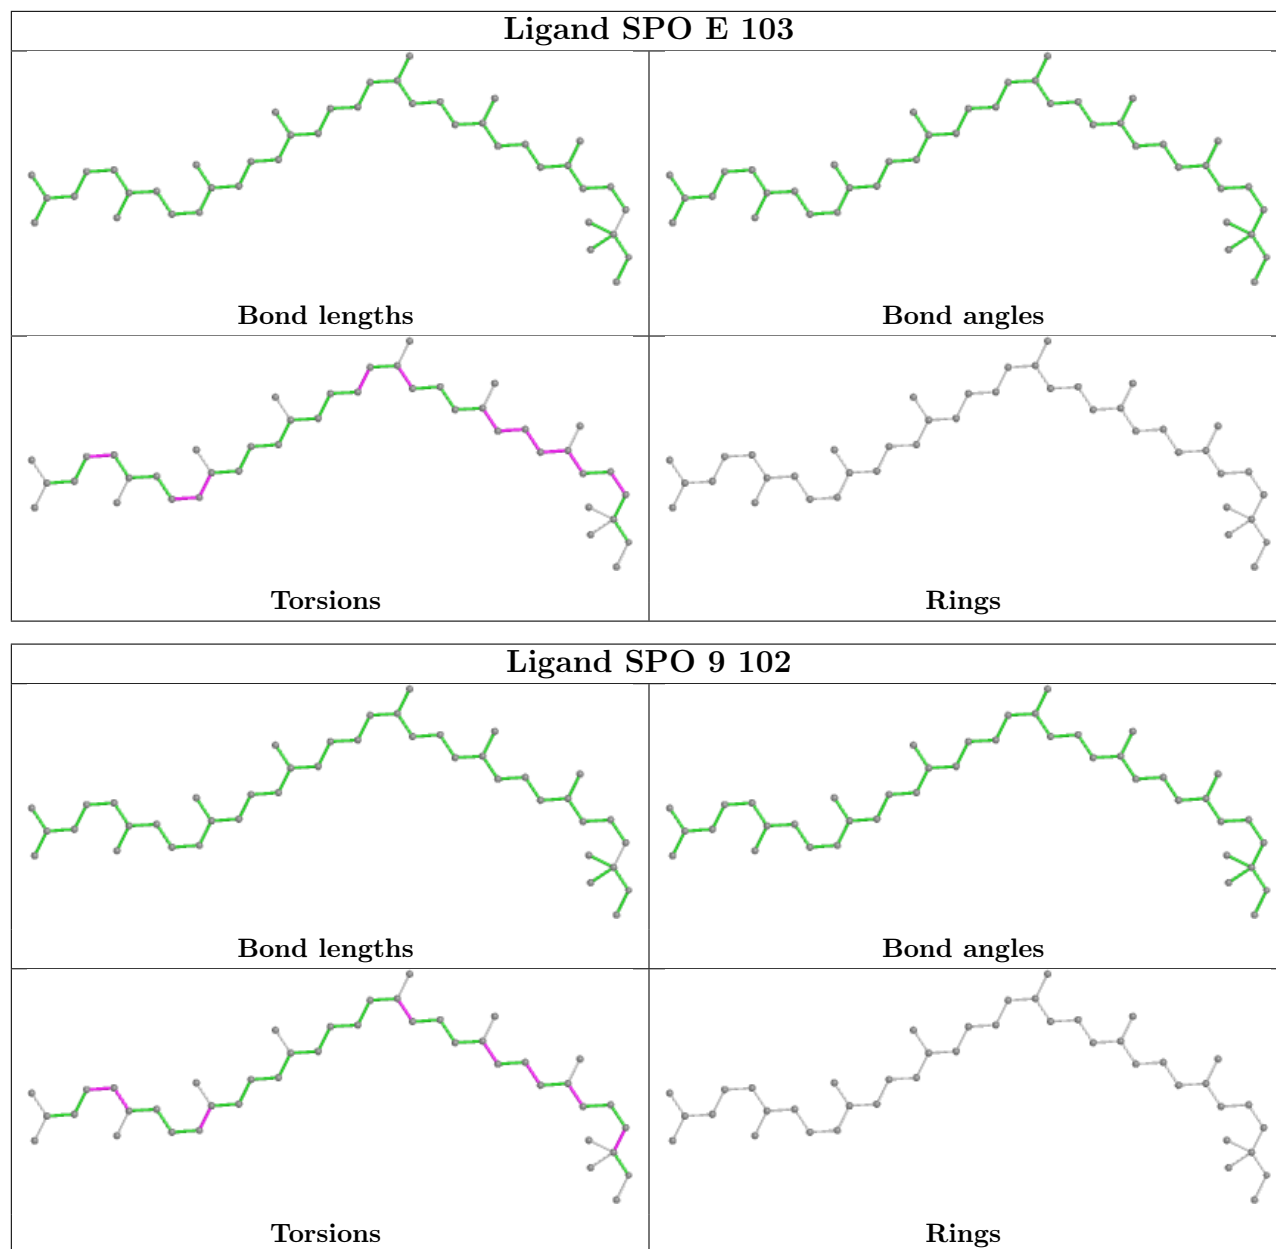 Ligand SPO E 103
Bond lengths
Bond angles
Torsions
Rings
Ligand SPO 9 102
Bond lengths
Bond angles
Torsions
Rings